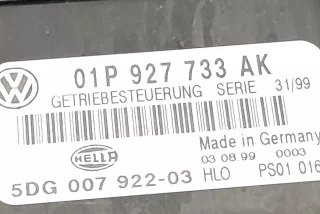 01P 927 733 AK
GETRIEBESTEUERUNG SERIE 31/99
Made in Germany
HELLA 03 08 99 0003
5DG 007 922-03 HLO PS01 016